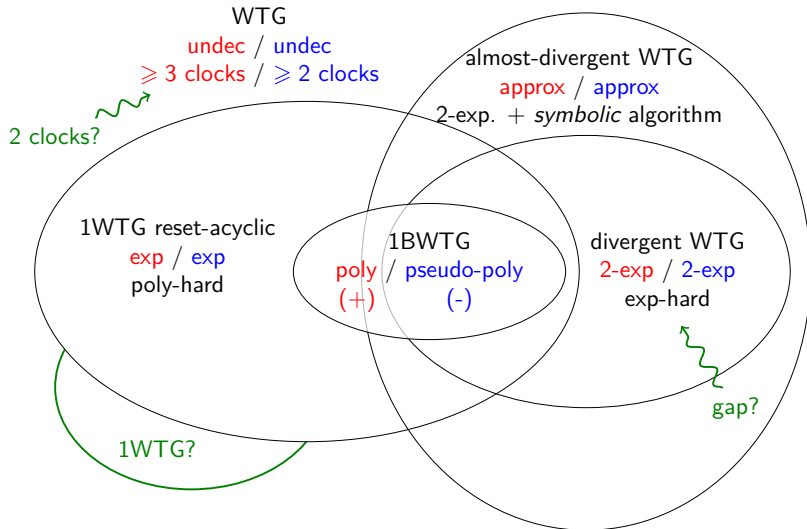 WTG
undec / undec
⩾ 3 clocks / ⩾ 2 clocks
2 clocks?
almost-divergent WTG
approx / approx
2-exp. + symbolic algorithm
1WTG reset-acyclic
exp / exp
poly-hard
1BWTG
poly / pseudo-poly
(+) (-)
divergent WTG
2-exp / 2-exp
exp-hard
gap?
1WTG?